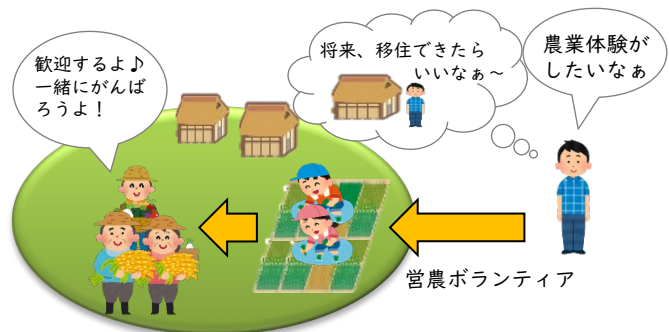 歓迎するよ♪
一緒にがんば
ろうよ！
将来、移住できたら
いいなぁ～
農業体験が
したいなぁ
営農ボランティア